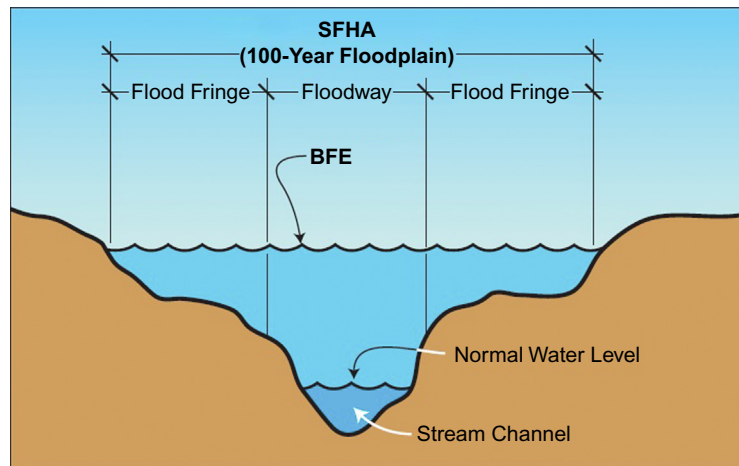 SFHA
(100-Year Floodplain)
Flood Fringe Floodway Flood Fringe
BFE
Normal Water Level
Stream Channel